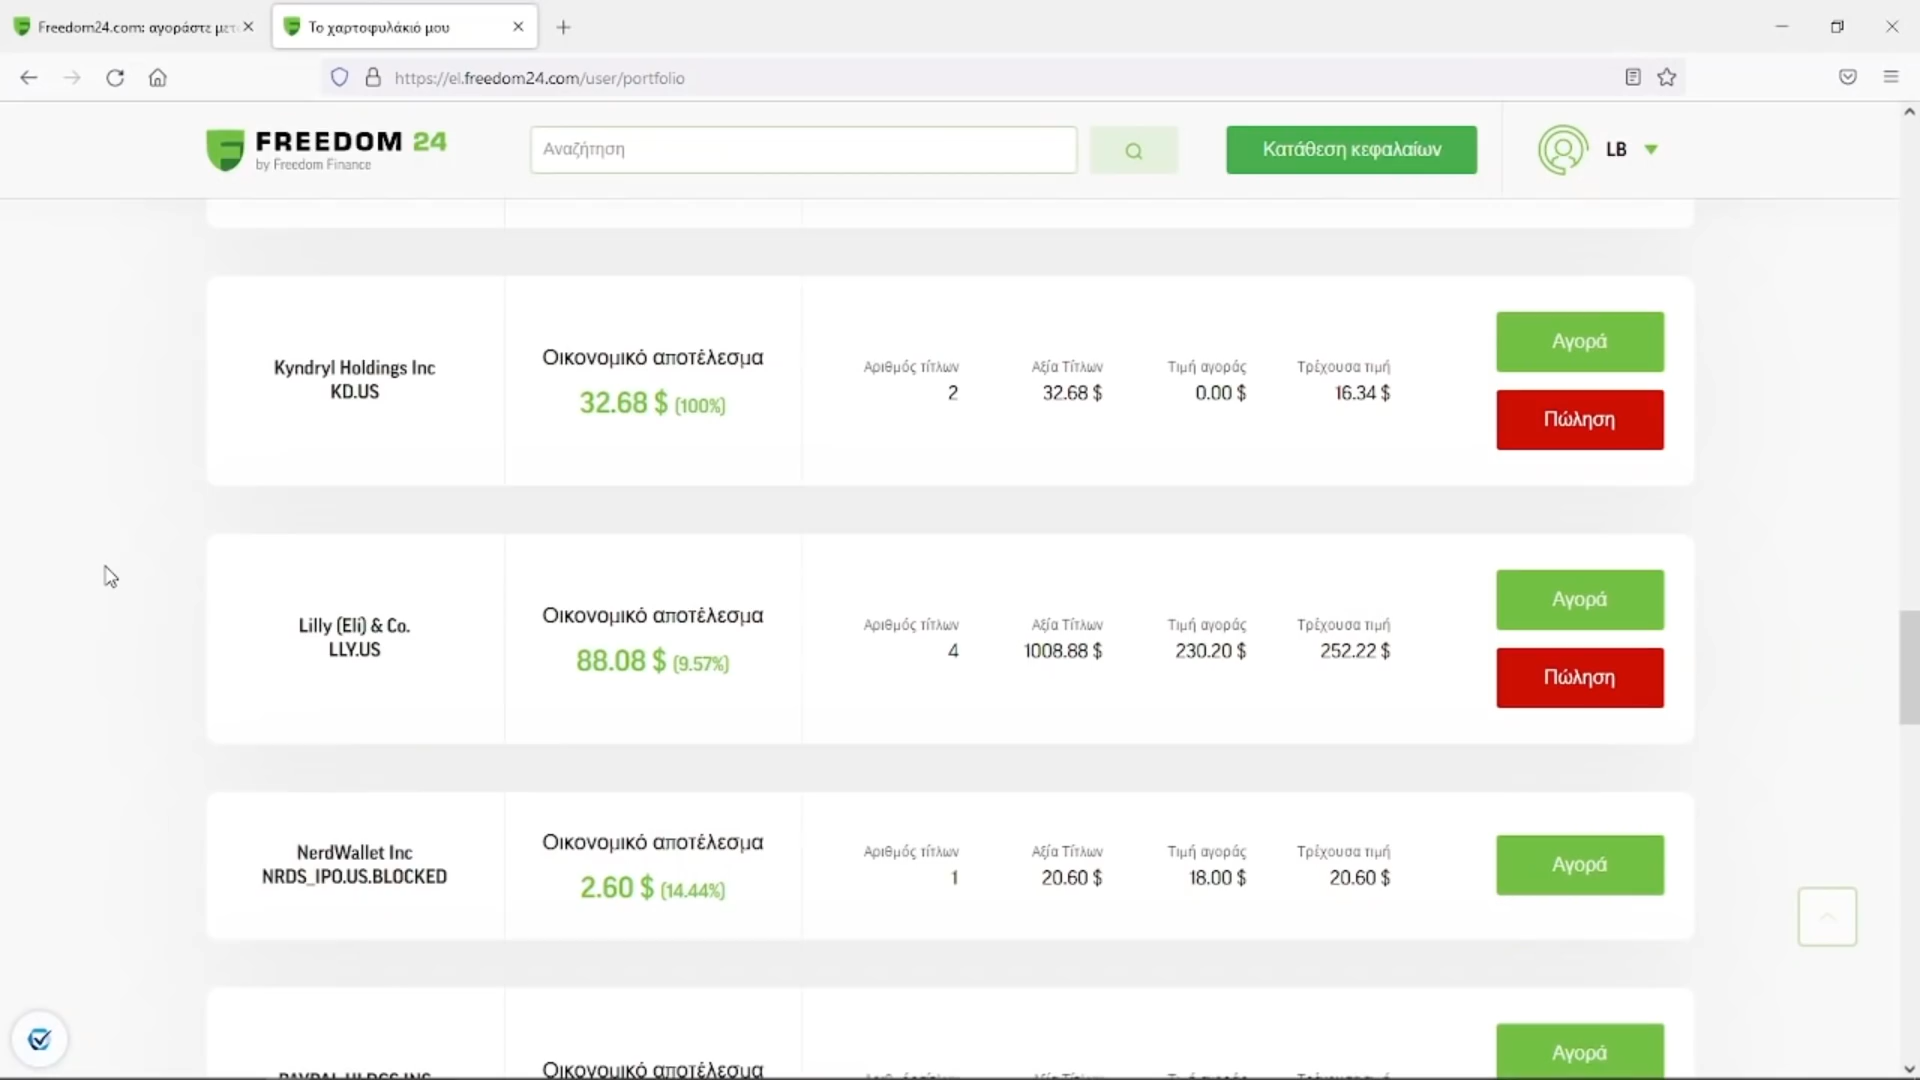 Freedom24.com: αγοράστε μετ
Το χαρτοφυλάκιό μου
https://el.freedom24.com/user/portfolio
FREEDOM 24
by Freedom Finance
Αναζήτηση
Κατάθεση κεφαλαίων
LB
Kyndryl Holdings Inc
KD.US
Οικονομικό αποτέλεσμα
32.68 $ (100%)
Αριθμός τίτλων Αξία Τίτλων Τιμή αγοράς Τρέχουσα τιμή
2 32.68 $ 0.00 $ 16.34 $
Αγορά
Πώληση
Lilly (Eli) & Co.
LLY.US
Οικονομικό αποτέλεσμα
88.08 $ (9.57%)
Αριθμός τίτλων Αξία Τίτλων Τιμή αγοράς Τρέχουσα τιμή
4 1008.88 $ 230.20 $ 252.22 $
Αγορά
Πώληση
NerdWallet Inc
NRDS_IPO.US.BLOCKED
Οικονομικό αποτέλεσμα
2.60 $ (14.44%)
Αριθμός τίτλων Αξία Τίτλων Τιμή αγοράς Τρέχουσα τιμή
1 20.60 $ 18.00 $ 20.60 $
Αγορά
PAYPAL HLDGS INC
Οικονομικό αποτέλεσμα
Αγορά